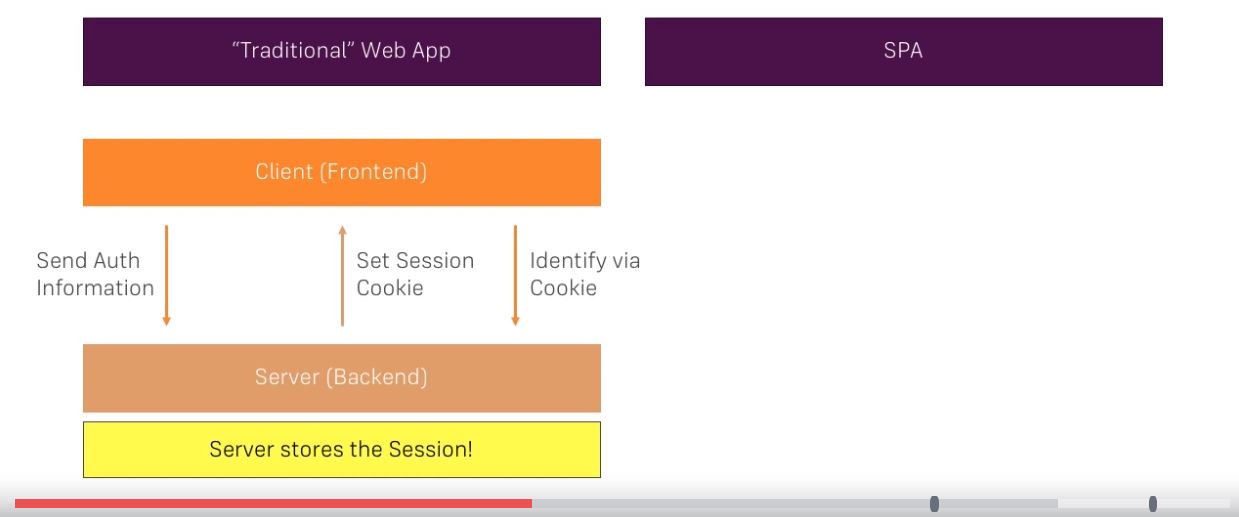 “Traditional” Web App
SPA
Client (Frontend)
Send Auth
Information
Set Session
Cookie
Identify via
Cookie
Server (Backend)
Server stores the Session!